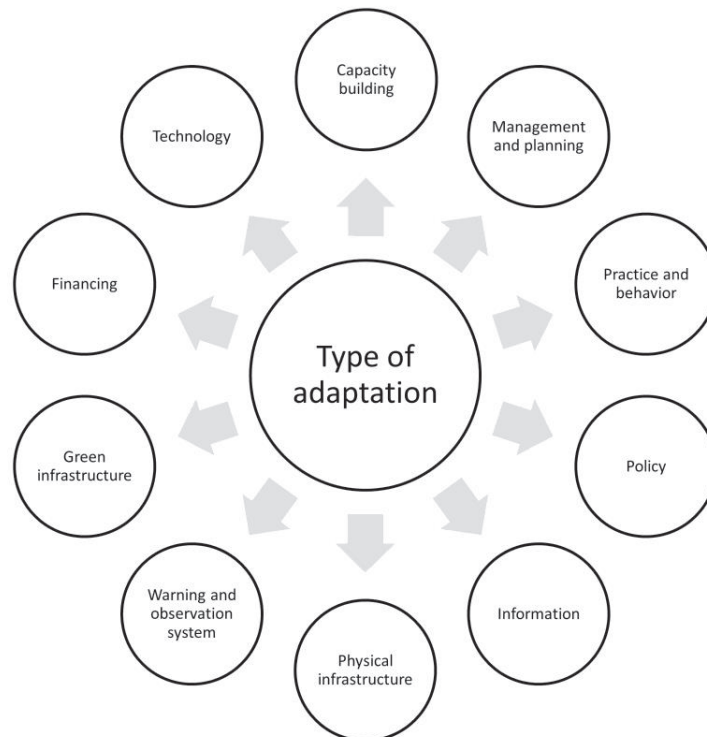 Capacity
building
Management
and planning
Practice and
behavior
Policy
Information
Physical
infrastructure
Warning and
observation
system
Green
infrastructure
Financing
Technology
Type of
adaptation